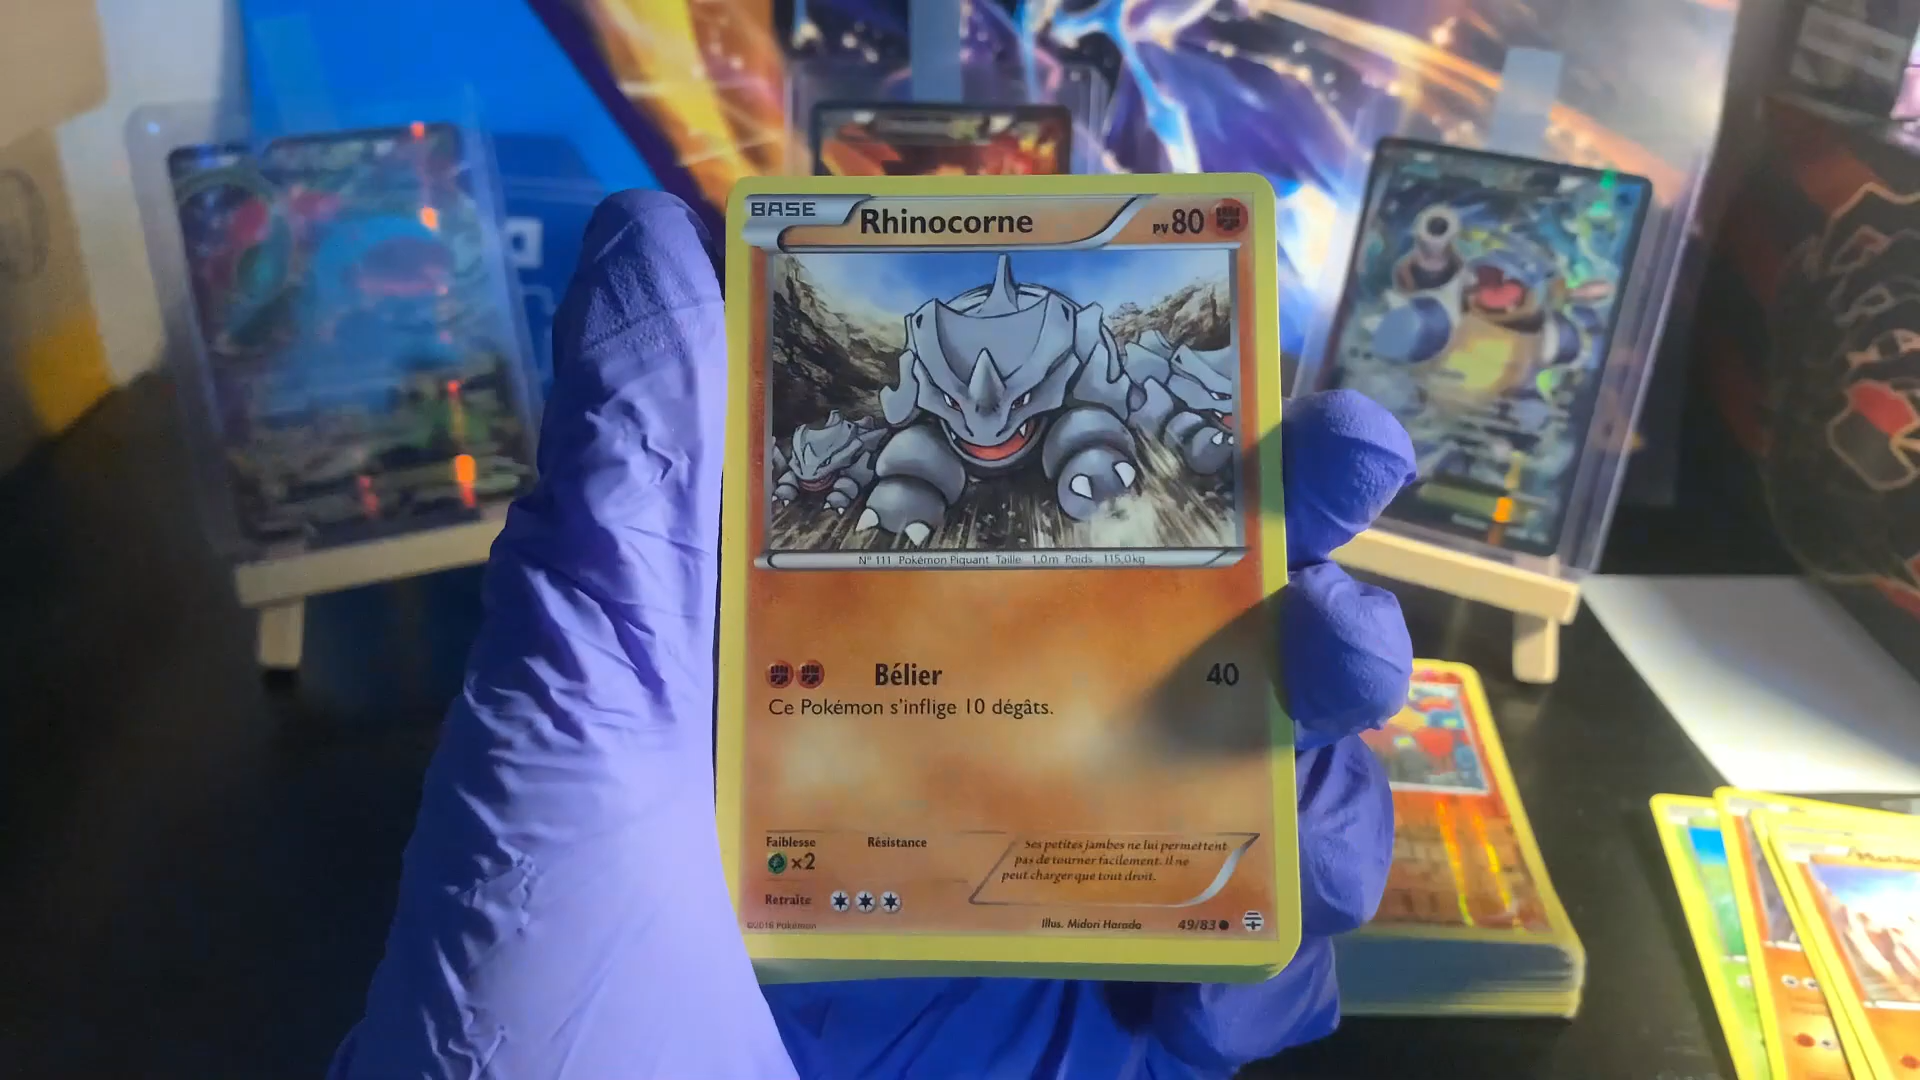 BASE
Rhinocorne
PV80
N° 111 Pokémon Piquant Taille 1.0m Poids 115,0kg
Bélier 40
Ce Pokémon s'inflige 10 dégâts.
Faiblesse Résistance
×2
Ses petites jambes ne lui permettent
pas de tourner facilement. Il ne
peut charger que tout droit.
Retraite
©2016 Pokémon
Illus. Midori Harada
49/83